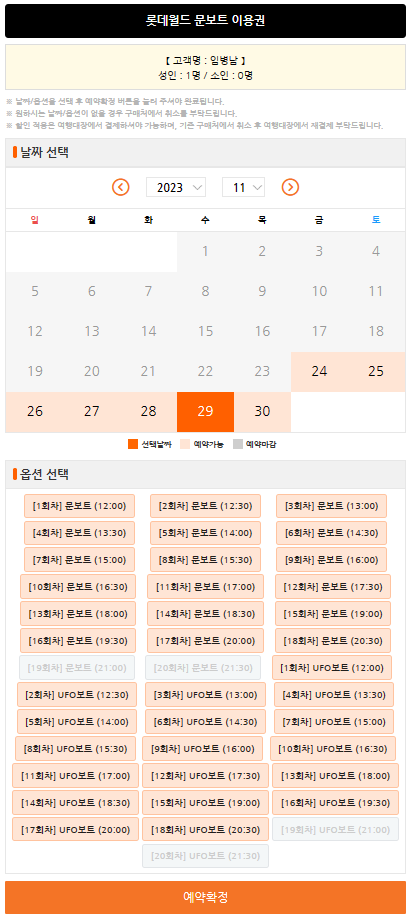 롯데월드 문보트 이용권
【 고객명 : 임병남 】
성인 : 1명 / 소인 : 0명
※ 날짜/옵션을 선택 후 예약확정 버튼을 눌러 주셔야 완료됩니다.
※ 원하시는 날짜/옵션이 없을 경우 구매처에서 취소를 부탁드립니다.
※ 할인 적용은 여행대장에서 결제하셔야 가능하며, 기존 구매처에서 취소 후 여행대장에서 재결제 부탁드립니다.
날짜 선택
2023 11
일 월 화 수 목 금 토
1 2 3 4
5 6 7 8 9 10 11
12 13 14 15 16 17 18
19 20 21 22 23 24 25
26 27 28 29 30
선택날짜 예약가능 예약마감
옵션 선택
[1회차] 문보트 (12:00) [2회차] 문보트 (12:30) [3회차] 문보트 (13:00)
[4회차] 문보트 (13:30) [5회차] 문보트 (14:00) [6회차] 문보트 (14:30)
[7회차] 문보트 (15:00) [8회차] 문보트 (15:30) [9회차] 문보트 (16:00)
[10회차] 문보트 (16:30) [11회차] 문보트 (17:00) [12회차] 문보트 (17:30)
[13회차] 문보트 (18:00) [14회차] 문보트 (18:30) [15회차] 문보트 (19:00)
[16회차] 문보트 (19:30) [17회차] 문보트 (20:00) [18회차] 문보트 (20:30)
[19회차] 문보트 (21:00) [20회차] 문보트 (21:30) [1회차] UFO보트 (12:00)
[2회차] UFO보트 (12:30) [3회차] UFO보트 (13:00) [4회차] UFO보트 (13:30)
[5회차] UFO보트 (14:00) [6회차] UFO보트 (14:30) [7회차] UFO보트 (15:00)
[8회차] UFO보트 (15:30) [9회차] UFO보트 (16:00) [10회차] UFO보트 (16:30)
[11회차] UFO보트 (17:00) [12회차] UFO보트 (17:30) [13회차] UFO보트 (18:00)
[14회차] UFO보트 (18:30) [15회차] UFO보트 (19:00) [16회차] UFO보트 (19:30)
[17회차] UFO보트 (20:00) [18회차] UFO보트 (20:30) [19회차] UFO보트 (21:00)
[20회차] UFO보트 (21:30)
예약확정